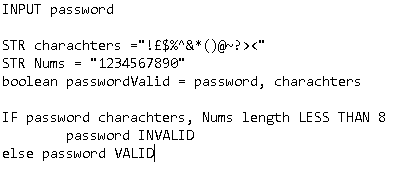 INPUT password
STR charachters ="!£$%^&*()@~?><"
STR Nums = "1234567890"
boolean passwordValid = password, charachters
IF password charachters, Nums length LESS THAN 8
password INVALID
else password VALID